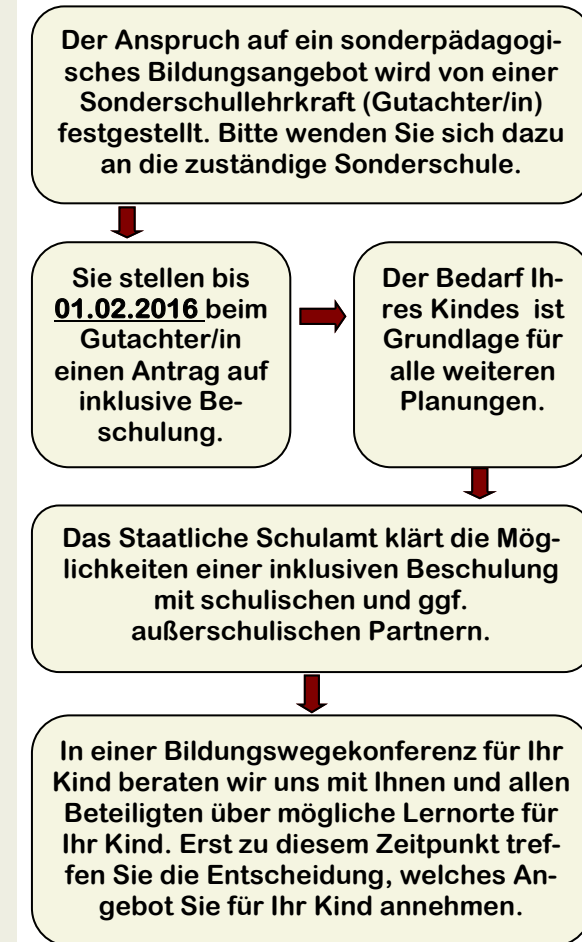 Der Anspruch auf ein sonderpädagogi-
sches Bildungsangebot wird von einer
Sonderschullehrkraft (Gutachter/in)
festgestellt. Bitte wenden Sie sich dazu
an die zuständige Sonderschule.
Sie stellen bis
01.02.2016 beim
Gutachter/in
einen Antrag auf
inklusive Be-
schulung.
Der Bedarf Ih-
res Kindes ist
Grundlage für
alle weiteren
Planungen.
Das Staatliche Schulamt klärt die Mög-
lichkeiten einer inklusiven Beschulung
mit schulischen und ggf.
außerschulischen Partnern.
In einer Bildungswegekonferenz für Ihr
Kind beraten wir uns mit Ihnen und allen
Beteiligten über mögliche Lernorte für
Ihr Kind. Erst zu diesem Zeitpunkt tref-
fen Sie die Entscheidung, welches An-
gebot Sie für Ihr Kind annehmen.